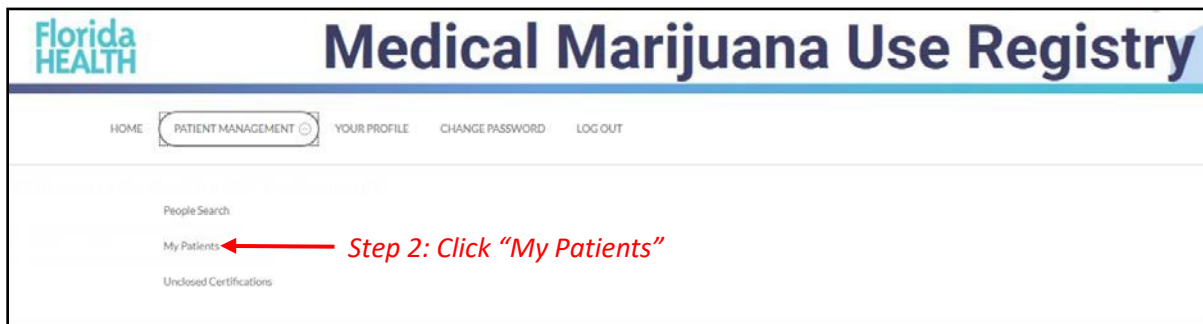 Florida
HEALTH
Medical Marijuana Use Registry
HOME PATIENT MANAGEMENT YOUR PROFILE CHANGE PASSWORD LOG OUT
People Search
My Patients Step 2: Click “My Patients”
Unclosed Certifications